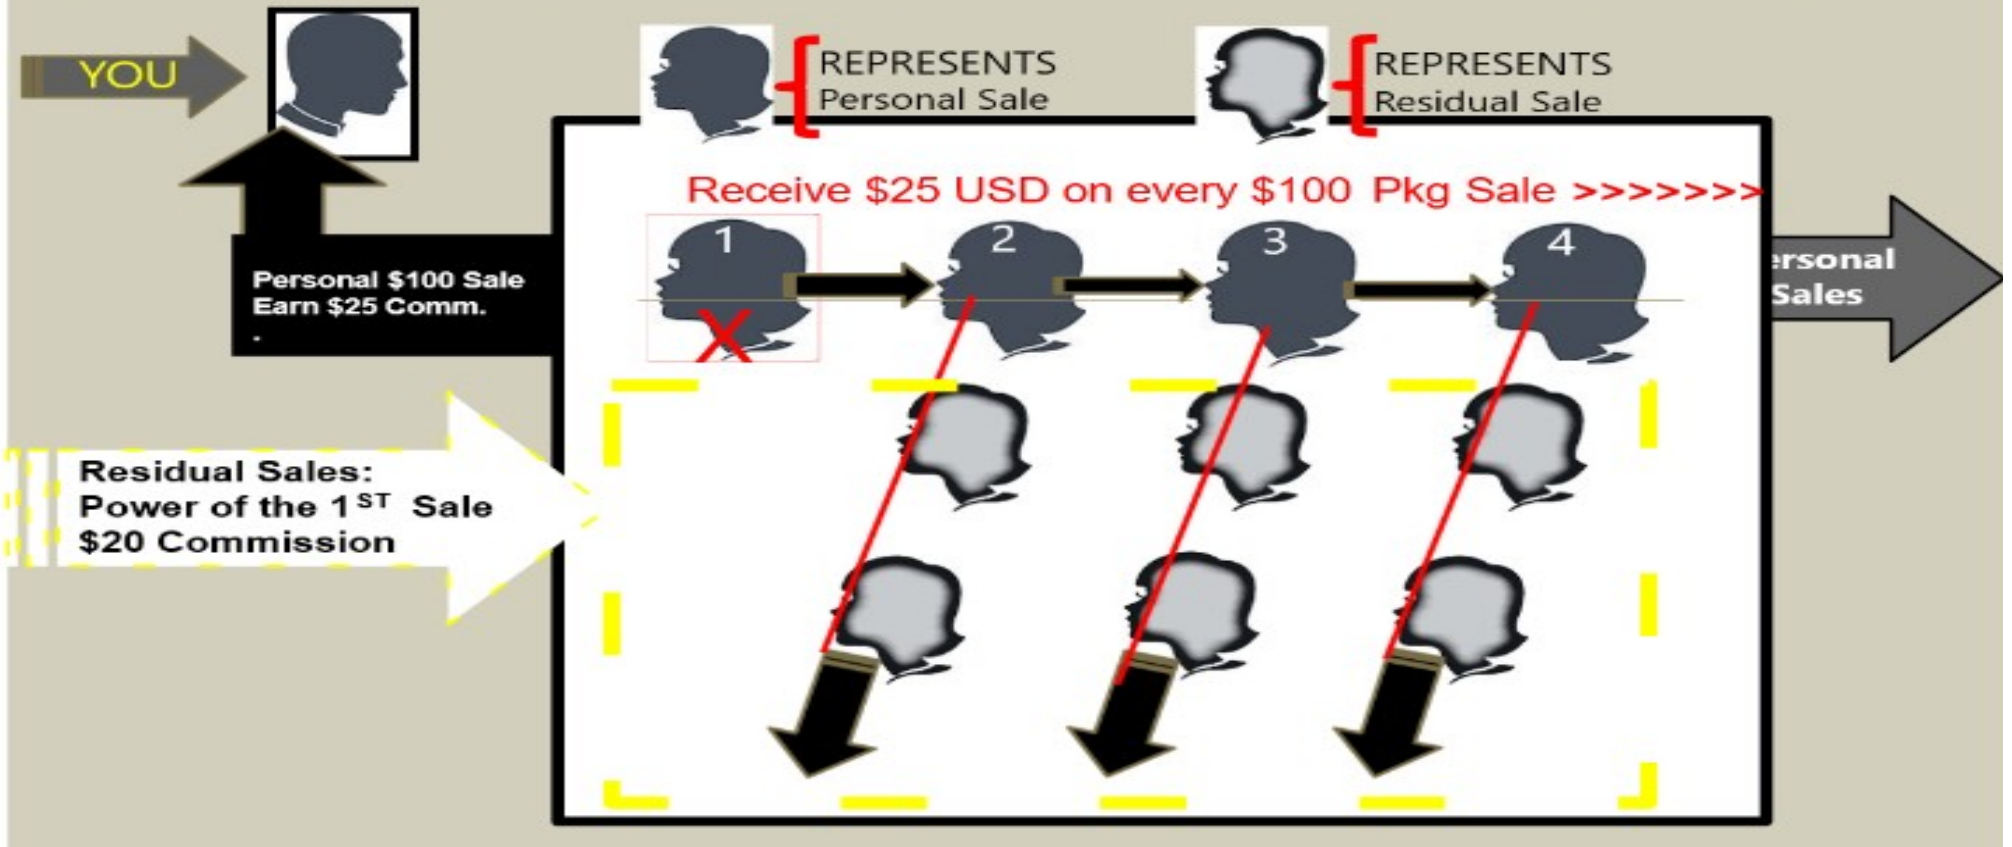 YOU
REPRESENTS
Personal Sale
REPRESENTS
Residual Sale
Receive $25 USD on every $100 Pkg Sale >>>>>>>
1
2
3
4
Personal $100 Sale
Earn $25 Comm.
.
ersonal
Sales
X
Residual Sales:
Power of the 1ST Sale
$20 Commission